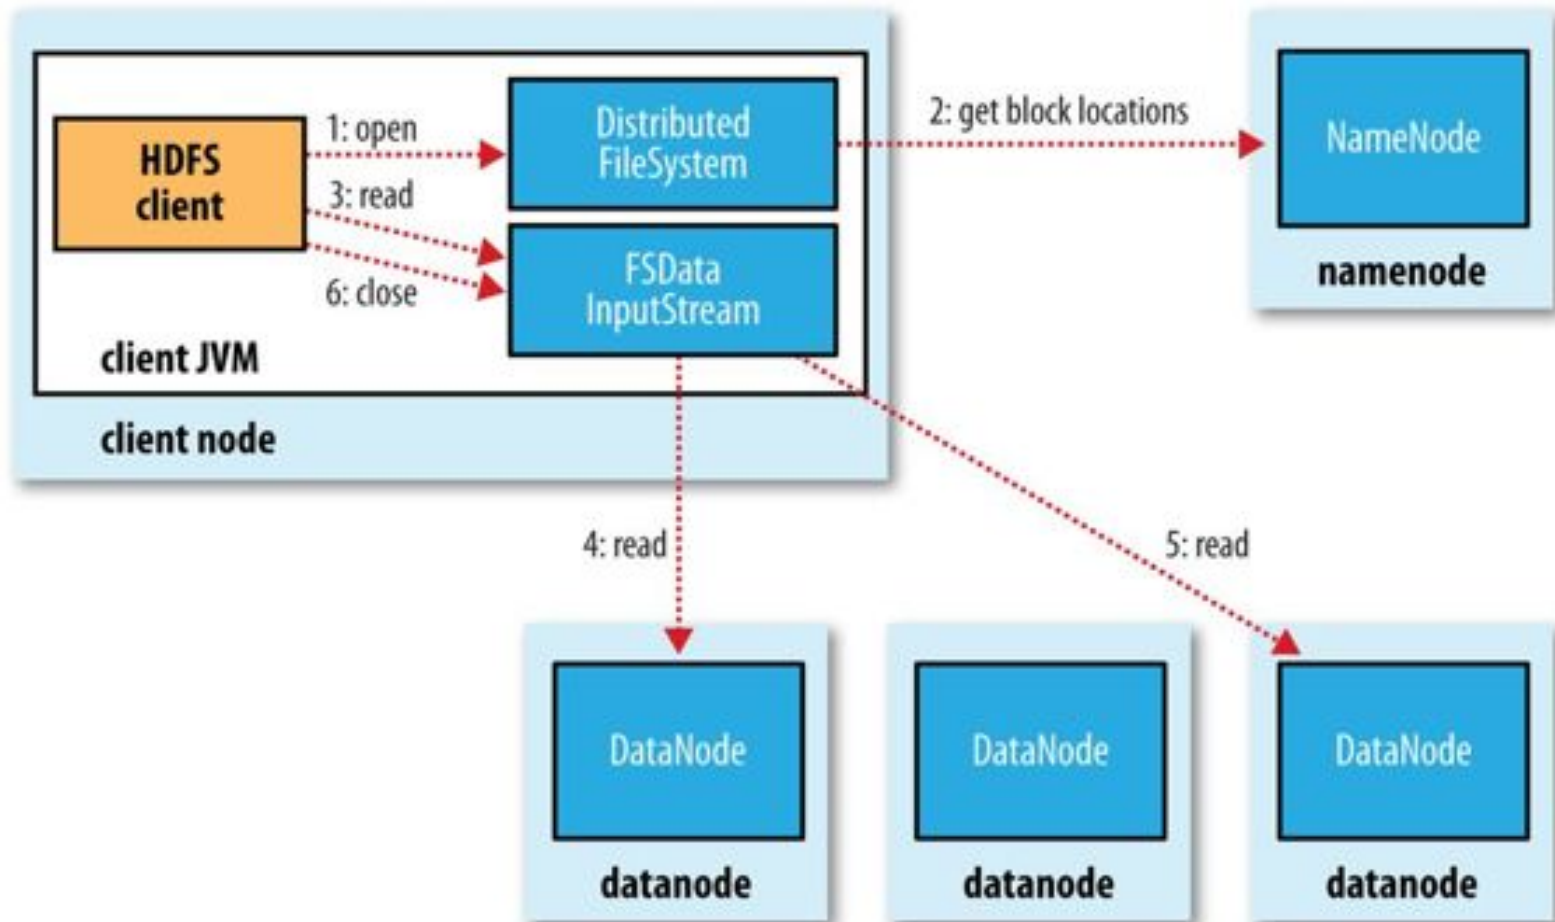 HDFS
client
1: open
3: read
6: close
Distributed
FileSystem
FSData
InputStream
client JVM
client node
2: get block locations
NameNode
namenode
4: read
5: read
DataNode
datanode
DataNode
datanode
DataNode
datanode